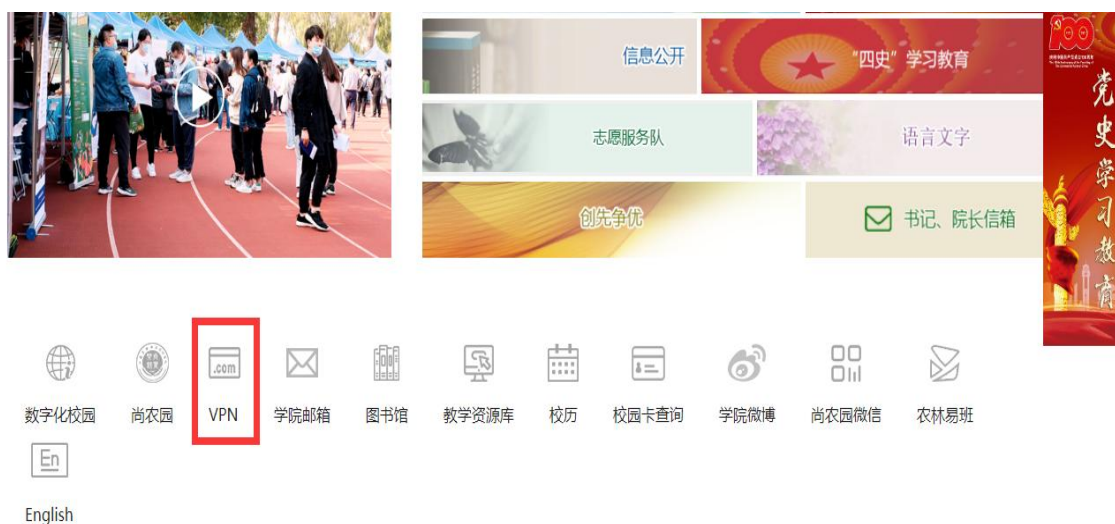 信息公开
“四史”学习教育
志愿服务队
语言文字
创先争优
书记、院长信箱
100
党史学习教育
.com
数字化校园
尚农园
VPN
学院邮箱
图书馆
教学资源库
校历
校园卡查询
学院微博
尚农园微信
农林易班
En
English